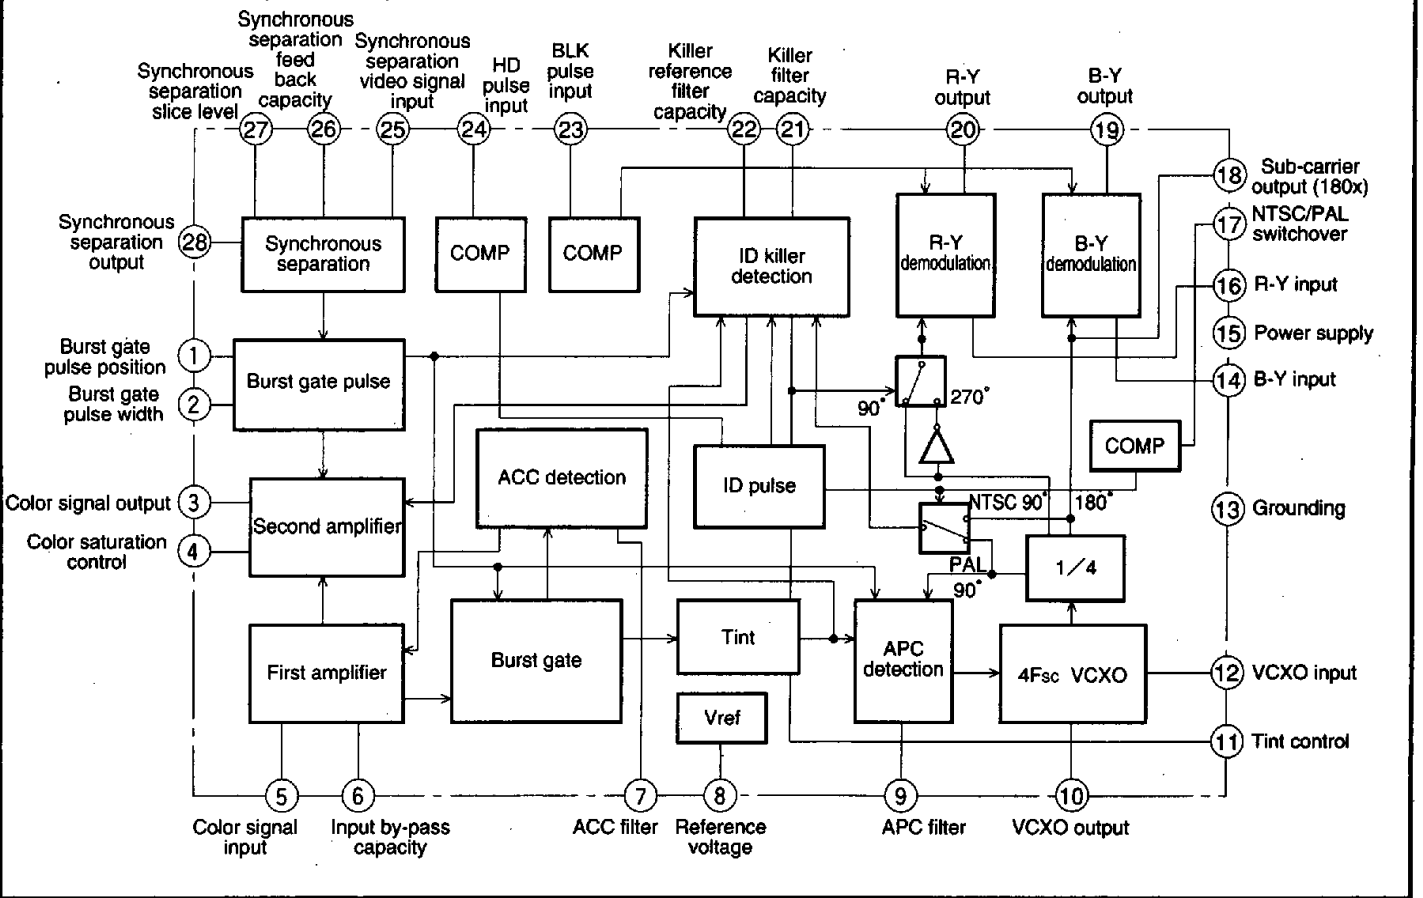 Synchronous
separation
feed
back
capacity
Synchronous
separation
slice level
Synchronous
separation
video signal
input
HD
pulse
input
BLK
pulse
input
Killer
reference
filter
capacity
Killer
filter
capacity
R-Y
output
B-Y
output
27
26
25
24
23
22
21
20
19
18
Sub-carrier
output (180x)
17
NTSC/PAL
switchover
16
R-Y input
15
Power supply
14
B-Y input
13
Grounding
12
VCXO input
11
Tint control
Synchronous
separation
output
28
Burst gate
pulse position
1
Burst gate
pulse width
2
Color signal output
3
Color saturation
control
4
Synchronous
separation
COMP
COMP
ID killer
detection
R-Y
demodulation
B-Y
demodulation
Burst gate pulse
90°
270°
COMP
ACC detection
ID pulse
Second amplifier
NTSC 90°
180°
PAL
90°
1/4
First amplifier
Burst gate
Tint
Vref
APC
detection
4Fsc VCXO
5
6
7
8
9
10
Color signal
input
Input by-pass
capacity
ACC filter
Reference
voltage
APC filter
VCXO output